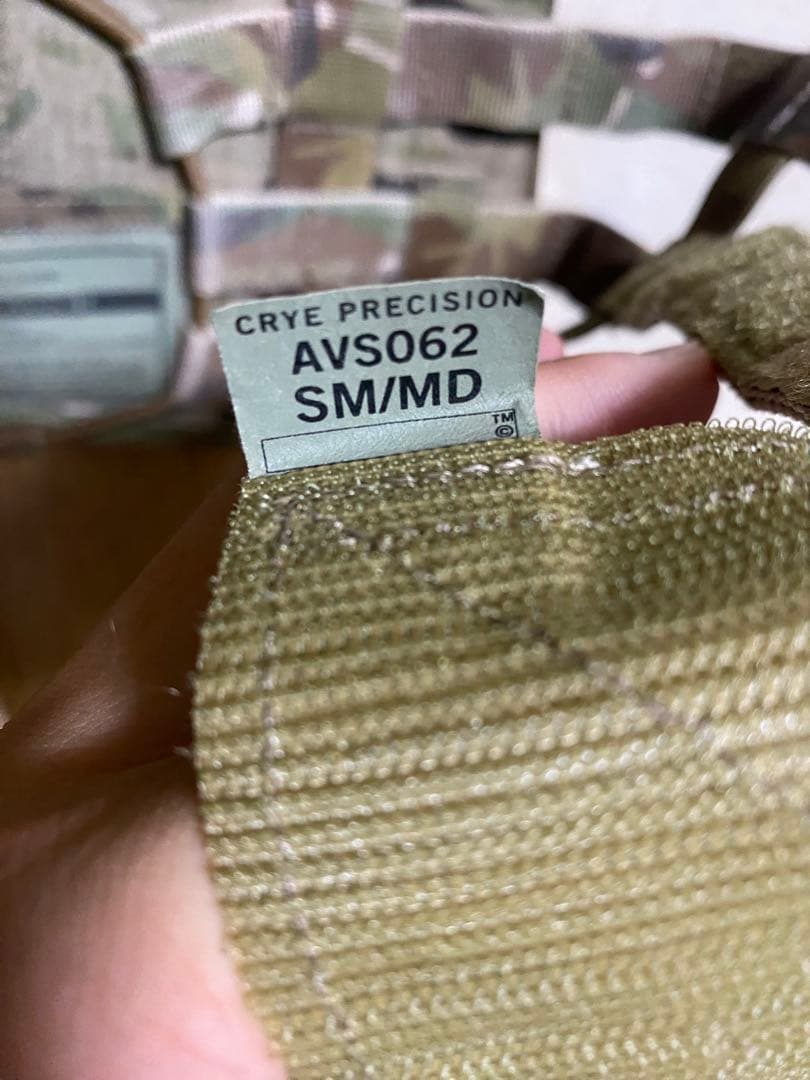 CRYE PRECISION
AVS062
SM/MD
TM
©